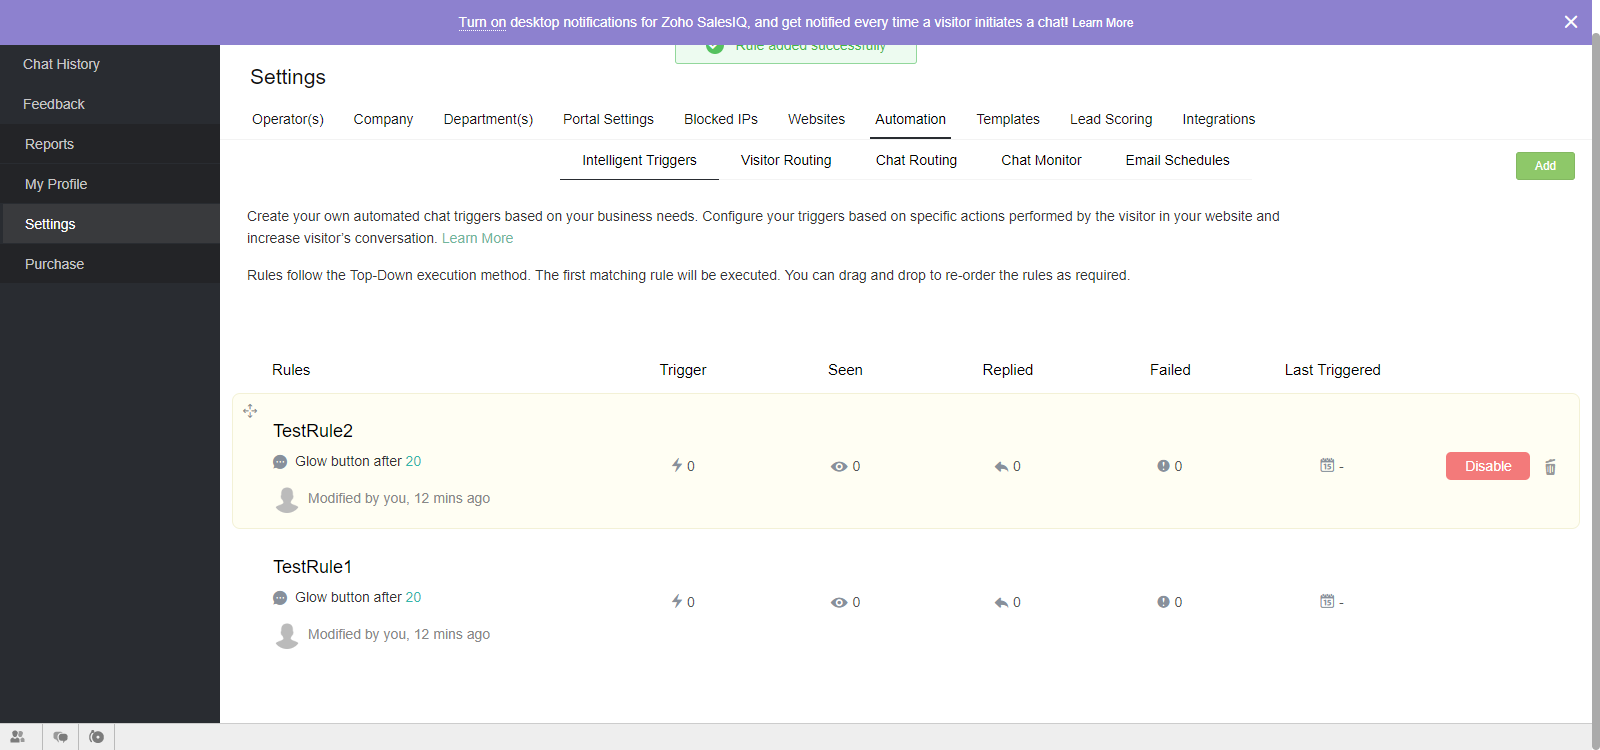 Turn on desktop notifications for Zoho SalesIQ, and get notified every time a visitor initiates a chat! Learn More
Rule added successfully
Chat History
Feedback
Reports
My Profile
Settings
Purchase
Settings
Operator(s) Company Department(s) Portal Settings Blocked IPs Websites Automation Templates Lead Scoring Integrations
Intelligent Triggers Visitor Routing Chat Routing Chat Monitor Email Schedules
Add
Create your own automated chat triggers based on your business needs. Configure your triggers based on specific actions performed by the visitor in your website and
increase visitor's conversation. Learn More
Rules follow the Top-Down execution method. The first matching rule will be executed. You can drag and drop to re-order the rules as required.
Rules Trigger Seen Replied Failed Last Triggered
TestRule2
Glow button after 20
0 0 0 0 15 - Disable
Modified by you, 12 mins ago
TestRule1
Glow button after 20
0 0 0 0 15 -
Modified by you, 12 mins ago